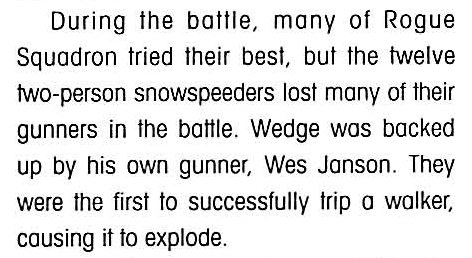 During the battle, many of Rogue
Squadron tried their best, but the twelve
two-person snowspeeders lost many of their
gunners in the battle. Wedge was backed
up by his own gunner, Wes Janson. They
were the first to successfully trip a walker,
causing it to explode.